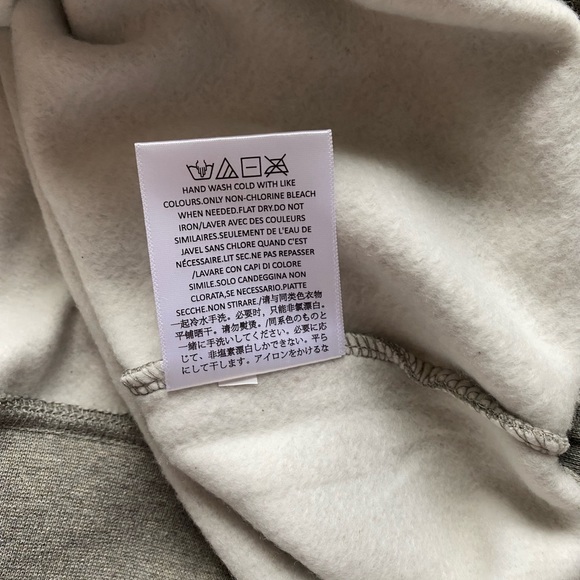 HAND WASH COLD WITH LIKE
COLOURS.ONLY NON-CHLORINE BLEACH
WHEN NEEDED.FLAT DRY.DO NOT
IRON/LAVER AVEC DES COULEURS
SIMILAIRES.SEULEMENT DE L'EAU DE
JAVEL SANS CHLORE QUAND C'EST
NÉCESSAIRE.LIT SEC.NE PAS REPASSER
/LAVARE CON CAPI DI COLORE
SIMILE.SOLO CANDEGGINA NON
CLORATA,SE NECESSARIO.PIATTE
SECCHE.NON STIRARE./请与同类色衣物
一起冷水手洗。必要时，只能非氯漂白。
平铺晒干。请勿熨烫。/同系色のものと
一緒に手洗いしてください。必要に応
じて、非塩素漂白しかできない。平ら
にして干します。アイロンをかけるな